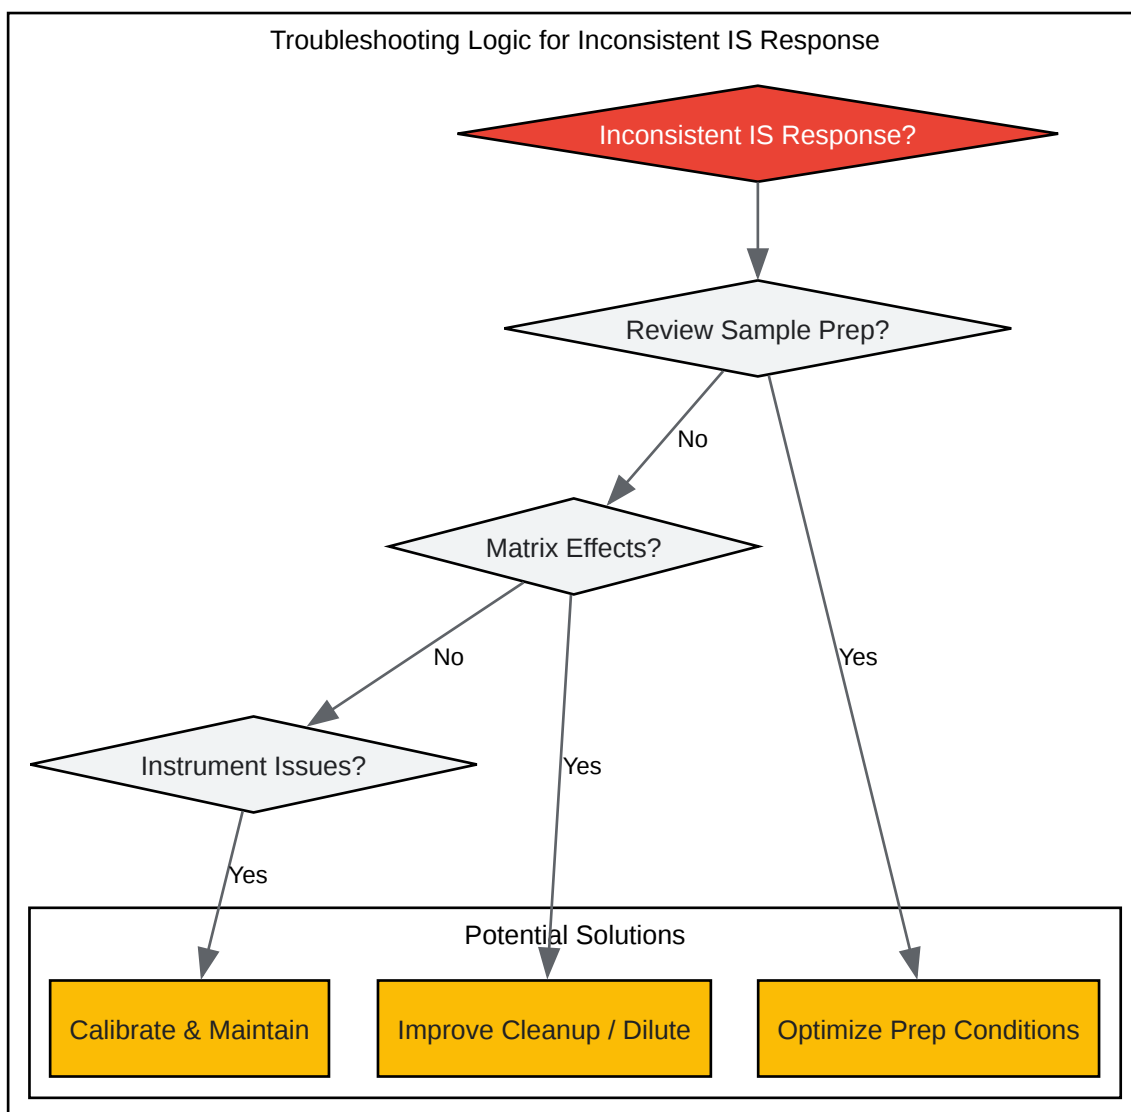 Troubleshooting Logic for Inconsistent IS Response
Inconsistent IS Response?
Review Sample Prep?
No
Matrix Effects?
No
Yes
Instrument Issues?
Yes
Yes
Potential Solutions
Calibrate & Maintain
Improve Cleanup / Dilute
Optimize Prep Conditions